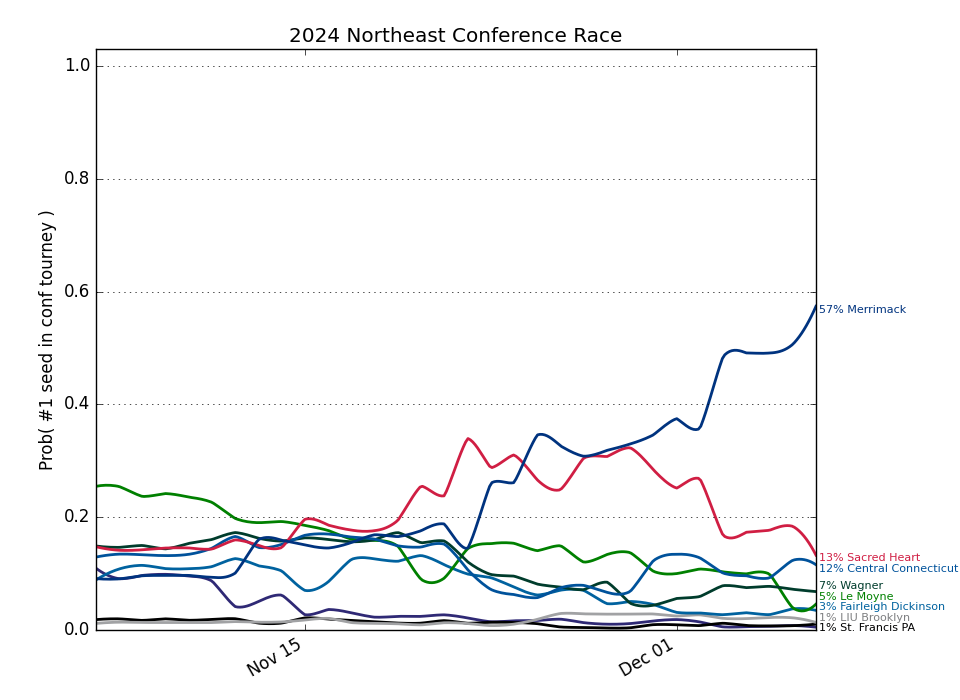 2024 Northeast Conference Race
Prob( #1 seed in conf tourney )
1.0
0.8
0.6
0.4
0.2
0.0
Nov 15
Dec 01
57% Merrimack
13% Sacred Heart
12% Central Connecticut
7% Wagner
5% Le Moyne
3% Fairleigh Dickinson
1% LIU Brooklyn
1% St. Francis PA